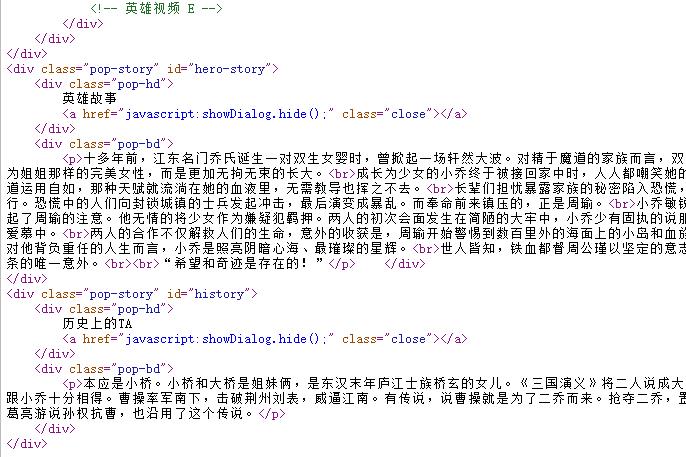 <!-- 英雄视频 E -->
</div>
</div>
</div>
<div class="pop-story" id="hero-story">
<div class="pop-hd">
英雄故事
<a href="javascript:showDialog.hide();" class="close"></a>
</div>
<div class="pop-bd">
<p>十多年前，江东名门乔氏诞生一对双生女婴时，曾掀起一场轩然大波。对精于魔道的家族而言，双
为姐姐那样的完美女性，而是更加无拘无束的长大。<br>成长为少女的小乔终于被接回家中时，人人都嘲笑她的
道运用自如，那种天赋就流淌在她的血液里，无需教导也挥之不去。<br>长辈们担忧暴露家族的秘密陷入恐慌，
行。恐慌中的人们向封锁城镇的士兵发起冲击，最后演变成暴乱。而奉命前来镇压的，正是周瑜。<br>小乔敏锐
起了周瑜的注意。他无情的将少女作为嫌疑犯羁押。两人的初次会面发生在简陋的大牢中，小乔少有固执的说服
爱慕中。<br>两人的合作不仅解救人们的生命，意外的收获是，周瑜开始警惕到数百里外的海面上的小岛和血族
对他背负重任的人生而言，小乔是照亮阴暗心海、最璀璨的星辉。<br>世人皆知，铁血都督周公瑾以坚定的意志
条的唯一意外。<br><br>“希望和奇迹是存在的！”</p> </div>
</div>
<div class="pop-story" id="history">
<div class="pop-hd">
历史上的TA
<a href="javascript:showDialog.hide();" class="close"></a>
</div>
<div class="pop-bd">
<p>本应是小桥。小桥和大桥是姐妹俩，是东汉末年庐江士族桥玄的女儿。《三国演义》将二人说成大
跟小乔十分相得。曹操率军南下，击破荆州刘表，威逼江南。有传说，说曹操就是为了二乔而来。抢夺二乔，置
葛亮游说孙权抗曹，也沿用了这个传说。</p>
</div>
</div>